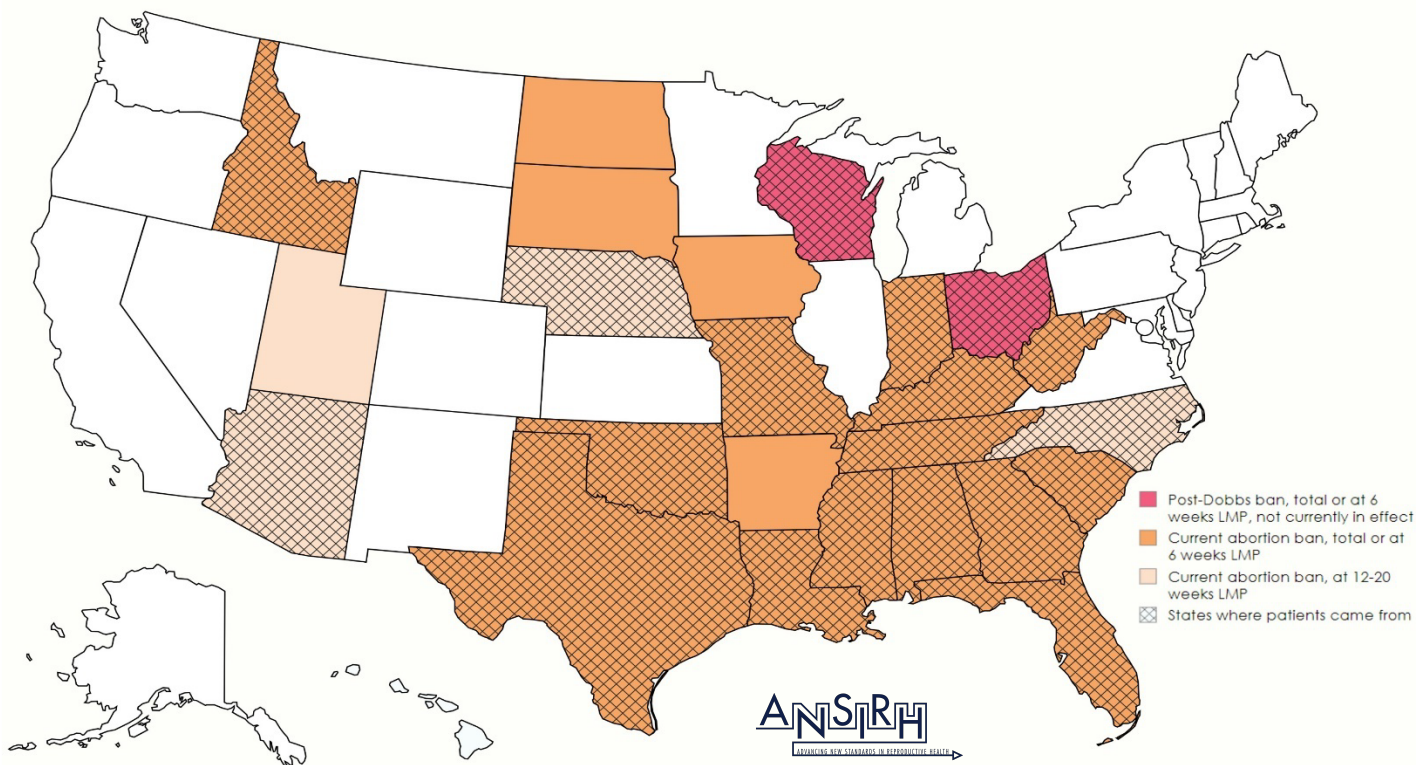 Post-Dobbs ban, total or at 6
weeks LMP, not currently in effect
Current abortion ban, total or at
6 weeks LMP
Current abortion ban, at 12-20
weeks LMP
States where patients came from
ANSIRH
ADVANCING NEW STANDARDS IN REPRODUCTIVE HEALTH